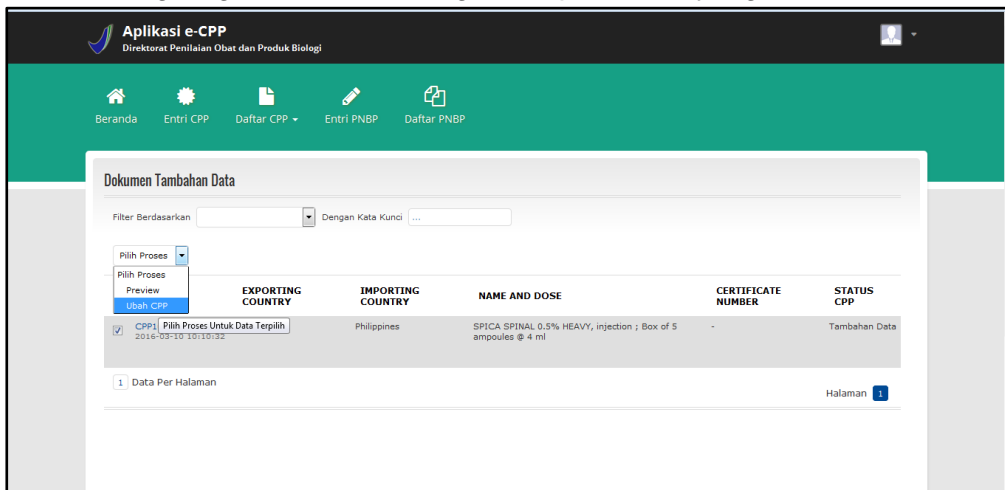 Aplikasi e-CPP
Direktorat Penilaian Obat dan Produk Biologi
Beranda Entri CPP Daftar CPP Entri PNBP Daftar PNBP
Dokumen Tambahan Data
Filter Berdasarkan Dengan Kata Kunci ...
Pilih Proses
Pilih Proses
Preview
Ubah CPP
EXPORTING COUNTRY IMPORTING COUNTRY NAME AND DOSE CERTIFICATE NUMBER STATUS CPP
CPP1 Pilih Proses Untuk Data Terpilih Philippines SPICA SPINAL 0.5% HEAVY, injection ; Box of 5 - Tambahan Data
2016-03-10 10:10:32 ampoules @ 4 ml
1 Data Per Halaman
Halaman 1